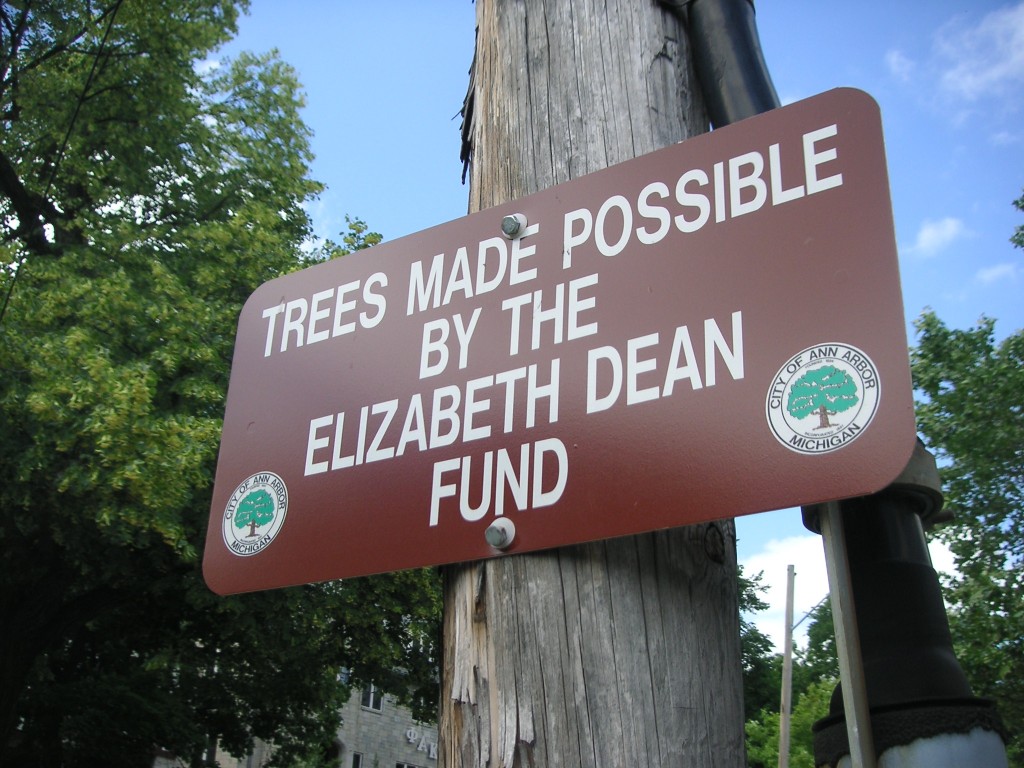 TREES MADE POSSIBLE
BY THE
ELIZABETH DEAN
FUND
CITY OF ANN ARBOR
MICHIGAN
CITY OF ANN ARBOR
MICHIGAN